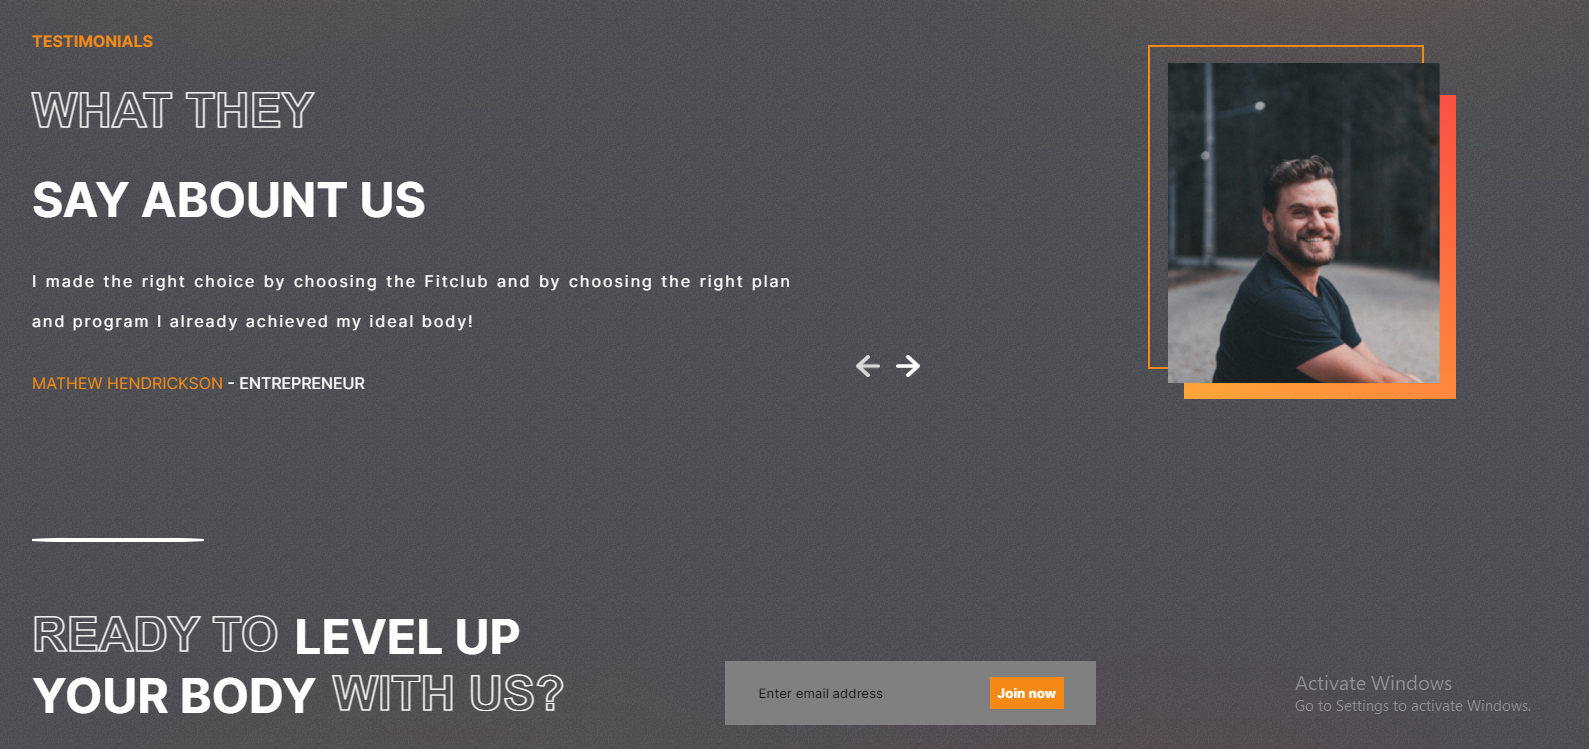 TESTIMONIALS
WHAT THEY
SAY ABOUNT US
I made the right choice by choosing the Fitclub and by choosing the right plan
and program I already achieved my ideal body!
MATHEW HENDRICKSON - ENTREPRENEUR
READY TO LEVEL UP
YOUR BODY WITH US?
Enter email address
Join now
Activate Windows
Go to Settings to activate Windows.